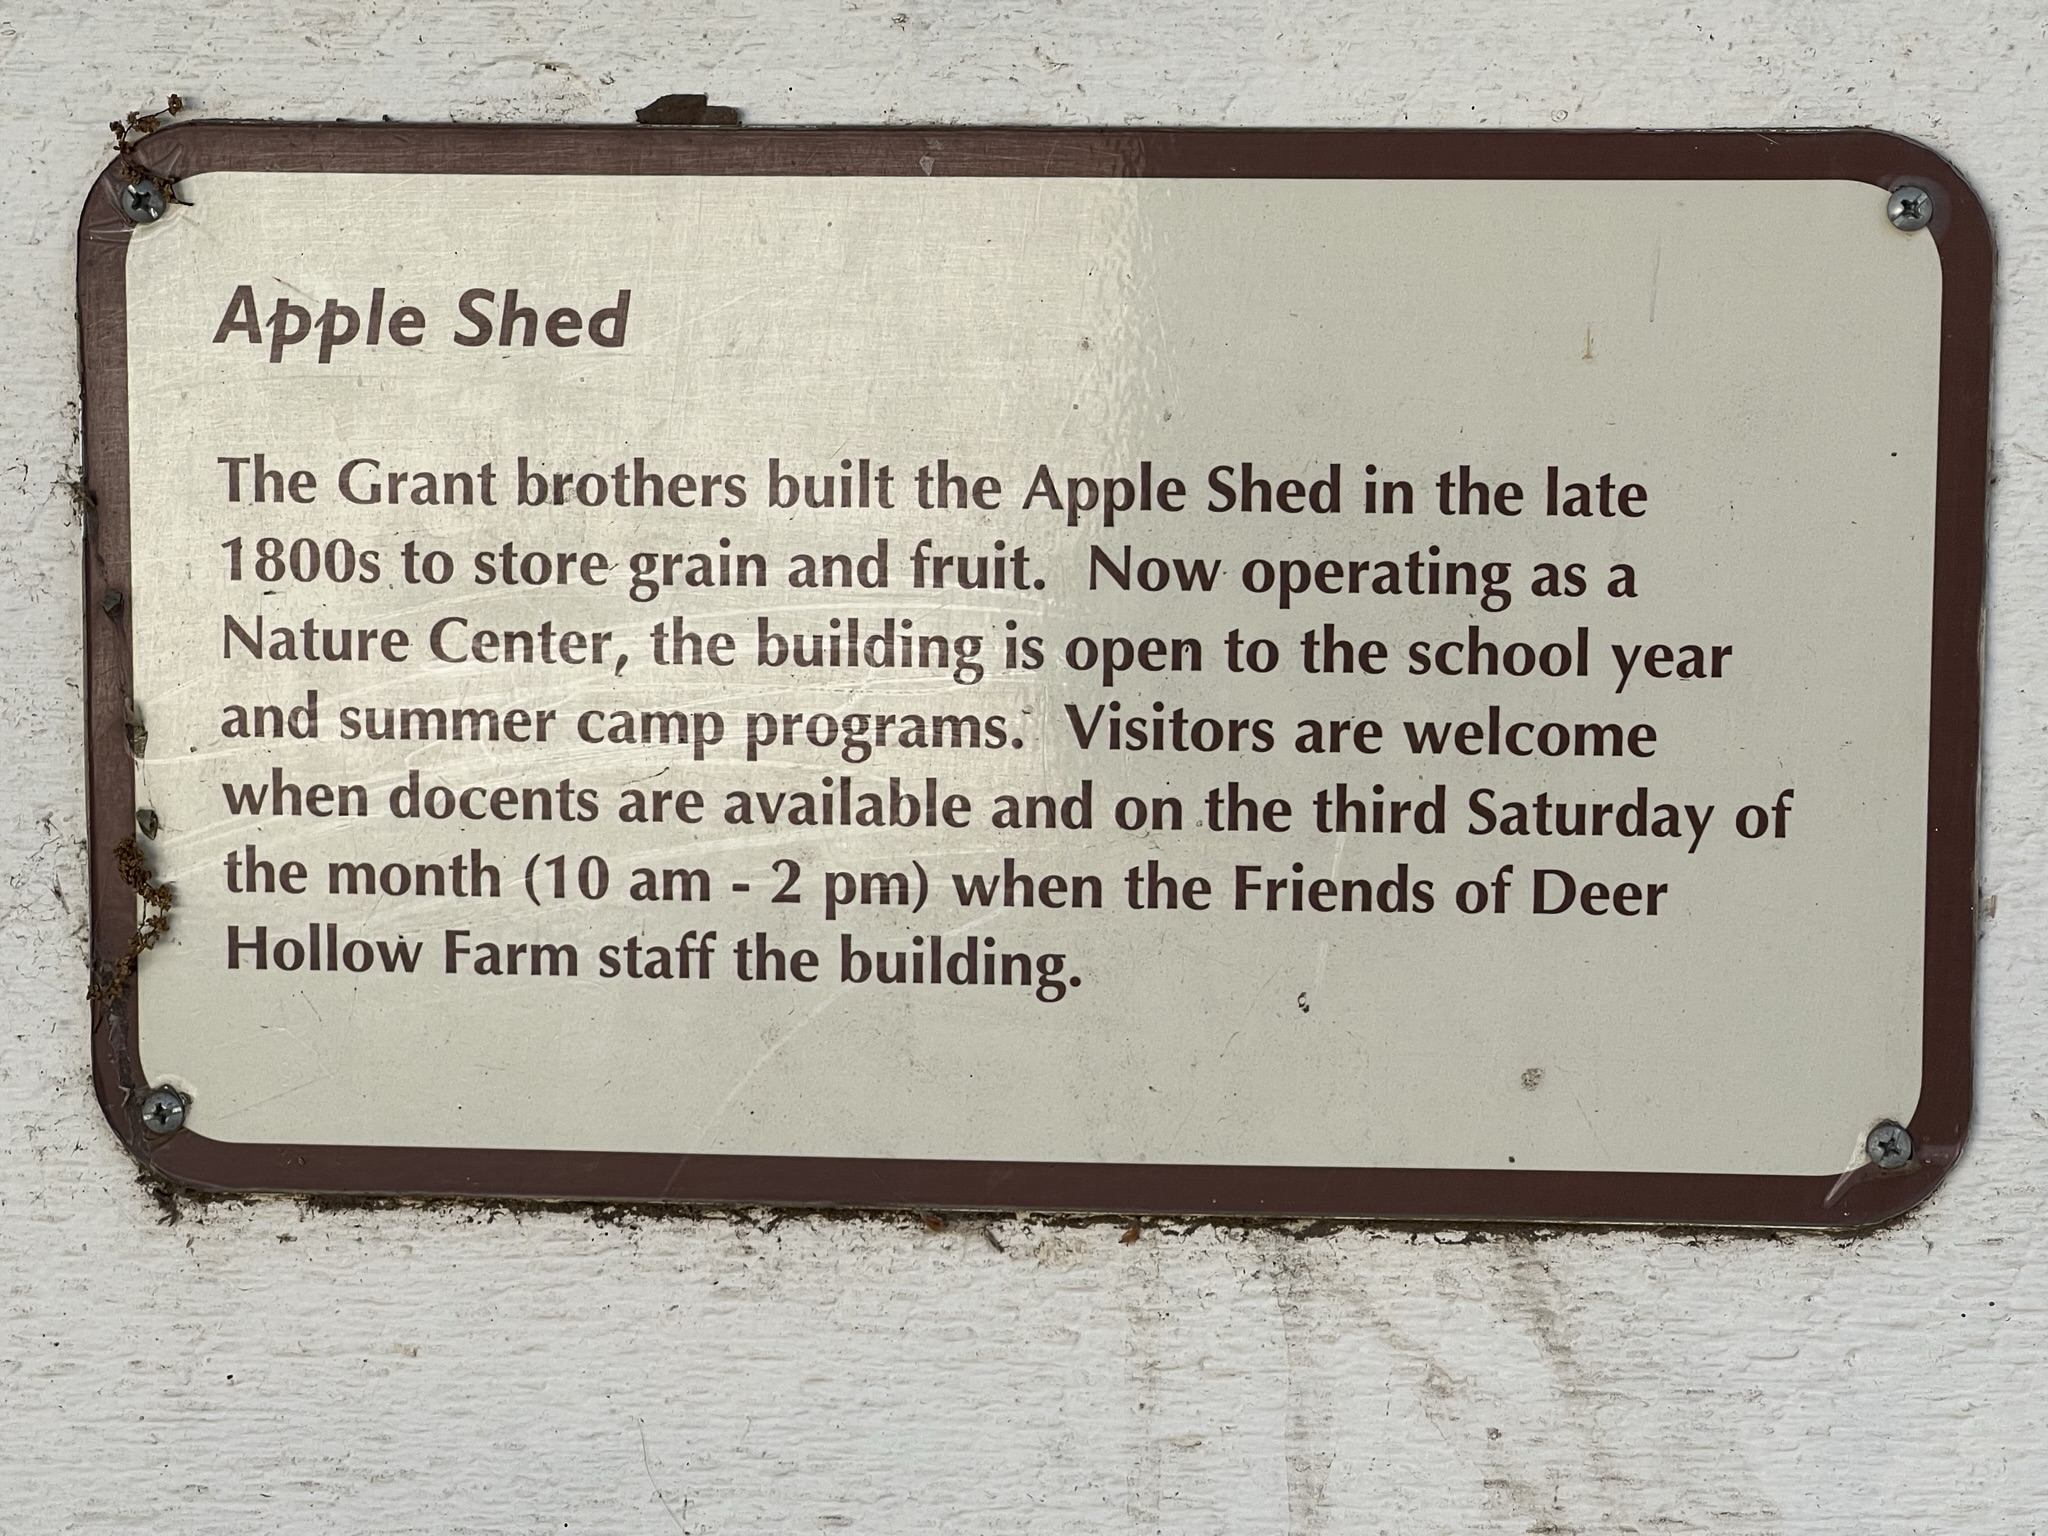 Apple Shed
The Grant brothers built the Apple Shed in the late
1800s to store grain and fruit.  Now operating as a
Nature Center, the building is open to the school year
and summer camp programs.  Visitors are welcome
when docents are available and on the third Saturday of
the month (10 am - 2 pm) when the Friends of Deer
Hollow Farm staff the building.